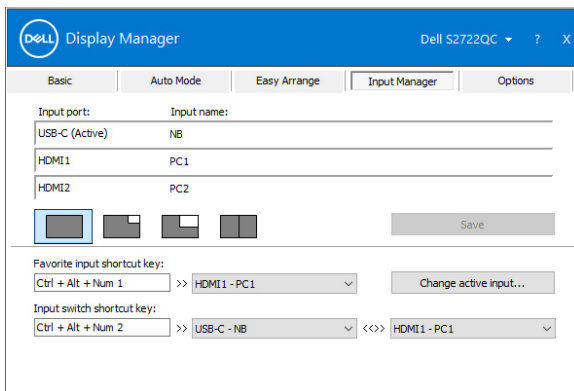 DELL Display Manager Dell S2722QC ? X
Basic Auto Mode Easy Arrange Input Manager Options
Input port: Input name:
USB-C (Active) NB
HDMI1 PC1
HDMI2 PC2
Save
Favorite input shortcut key:
Ctrl + Alt + Num 1 >> HDMI1 - PC1 Change active input...
Input switch shortcut key:
Ctrl + Alt + Num 2 >> USB-C - NB <<>> HDMI1 - PC1